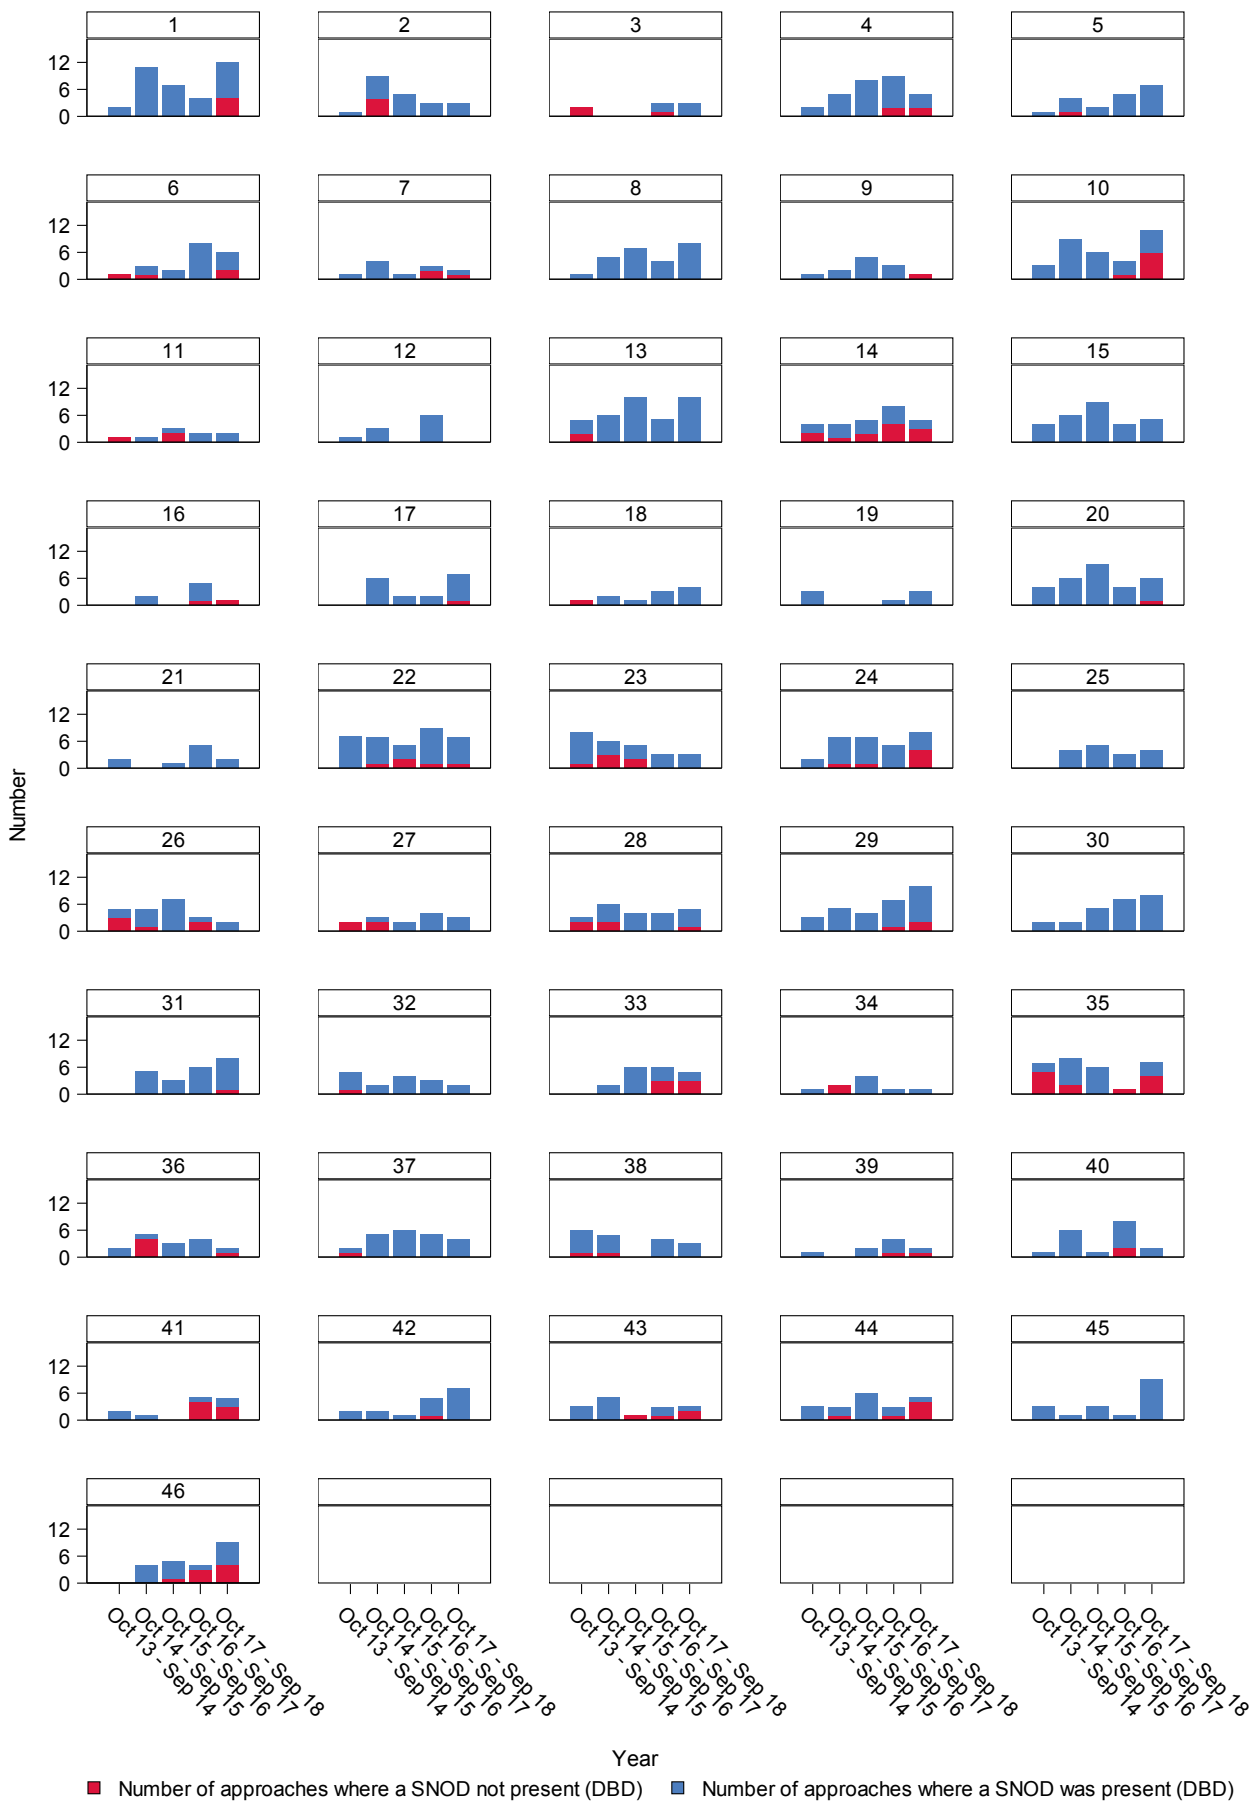 1 2 3 4 5
12
6
0
6 7 8 9 10
12
6
0
11 12 13 14 15
12
6
0
16 17 18 19 20
12
6
0
21 22 23 24 25
12
6
0
26 27 28 29 30
12
6
0
31 32 33 34 35
12
6
0
36 37 38 39 40
12
6
0
41 42 43 44 45
12
6
0
46
12
6
0
Number
Oct 13 - Sep 14
Oct 14 - Sep 15
Oct 15 - Sep 16
Oct 16 - Sep 17
Oct 17 - Sep 18
Oct 13 - Sep 14
Oct 14 - Sep 15
Oct 15 - Sep 16
Oct 16 - Sep 17
Oct 17 - Sep 18
Oct 13 - Sep 14
Oct 14 - Sep 15
Oct 15 - Sep 16
Oct 16 - Sep 17
Oct 17 - Sep 18
Oct 13 - Sep 14
Oct 14 - Sep 15
Oct 15 - Sep 16
Oct 16 - Sep 17
Oct 17 - Sep 18
Oct 13 - Sep 14
Oct 14 - Sep 15
Oct 15 - Sep 16
Oct 16 - Sep 17
Oct 17 - Sep 18
Year
Number of approaches where a SNOD not present (DBD) Number of approaches where a SNOD was present (DBD)